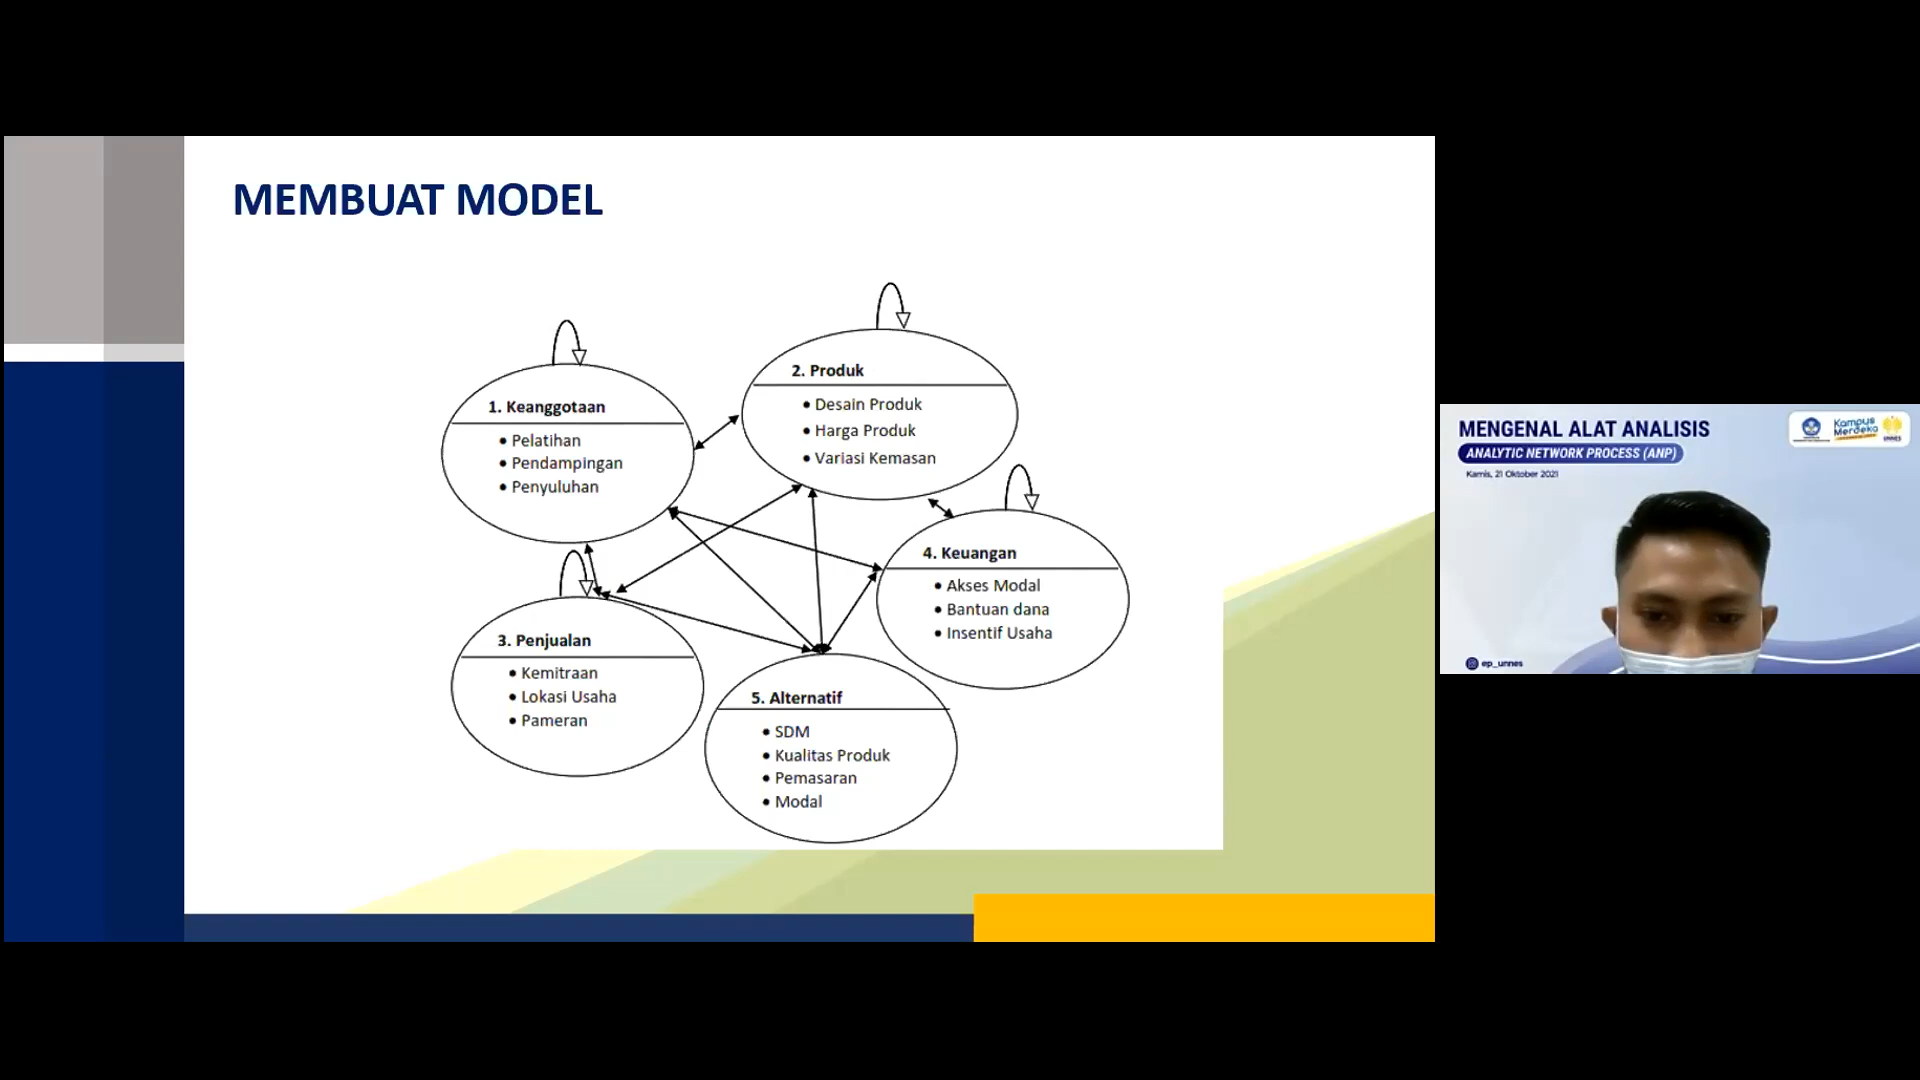 MEMBUAT MODEL
1. Keanggotaan
• Pelatihan
• Pendampingan
• Penyuluhan
2. Produk
• Desain Produk
• Harga Produk
• Variasi Kemasan
3. Penjualan
• Kemitraan
• Lokasi Usaha
• Pameran
4. Keuangan
• Akses Modal
• Bantuan dana
• Insentif Usaha
5. Alternatif
• SDM
• Kualitas Produk
• Pemasaran
• Modal
MENGENAL ALAT ANALISIS
ANALYTIC NETWORK PROCESS (ANP)
Kamis, 21 Oktober 2021
Kampus
Merdeka
UNNES
ep_unnes